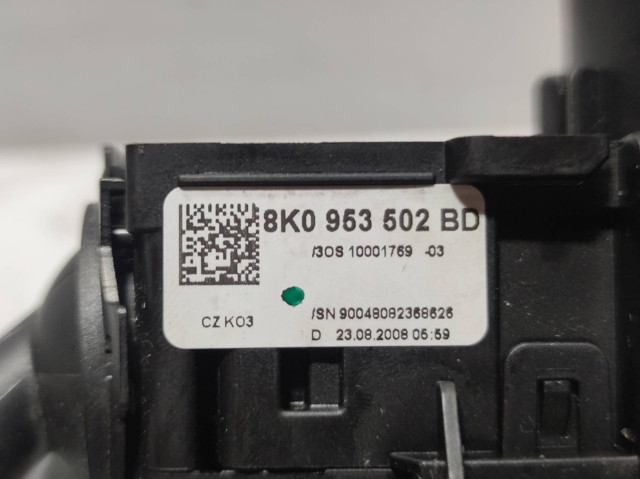 8K0 953 502 BD
/3OS 10001769 -03
/SN 90048082368626
CZ K03
D 23.08.2008 05:59